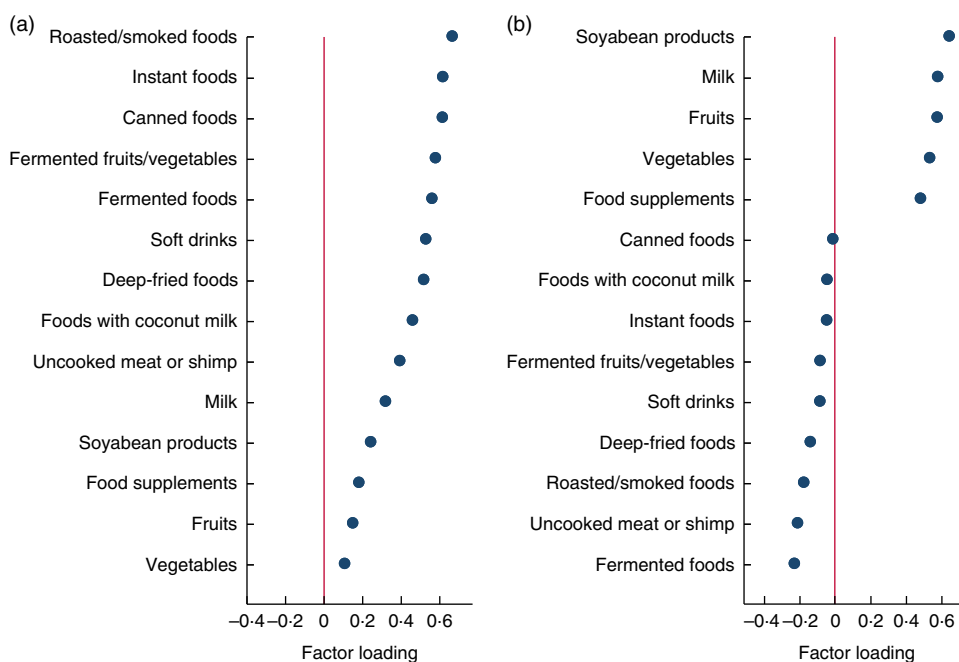 (a)
Roasted/smoked foods
Instant foods
Canned foods
Fermented fruits/vegetables
Fermented foods
Soft drinks
Deep-fried foods
Foods with coconut milk
Uncooked meat or shimp
Milk
Soyabean products
Food supplements
Fruits
Vegetables
–0·4 –0·2 0 0·2 0·4 0·6
Factor loading
(b)
Soyabean products
Milk
Fruits
Vegetables
Food supplements
Canned foods
Foods with coconut milk
Instant foods
Fermented fruits/vegetables
Soft drinks
Deep-fried foods
Roasted/smoked foods
Uncooked meat or shimp
Fermented foods
–0·4 –0·2 0 0·2 0·4 0·6
Factor loading